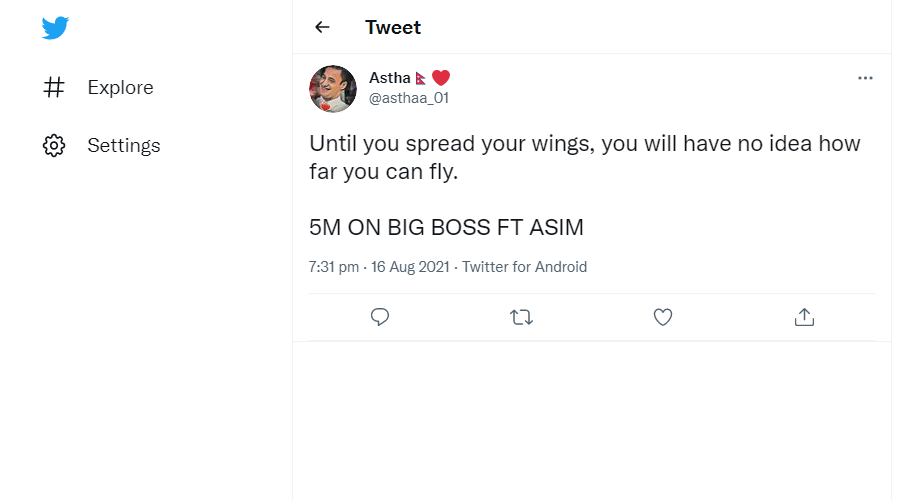 Tweet
Explore
Settings
Astha🇳🇵❤️
@asthaa_01
Until you spread your wings, you will have no idea how
far you can fly.
5M ON BIG BOSS FT ASIM
7:31 pm · 16 Aug 2021 · Twitter for Android